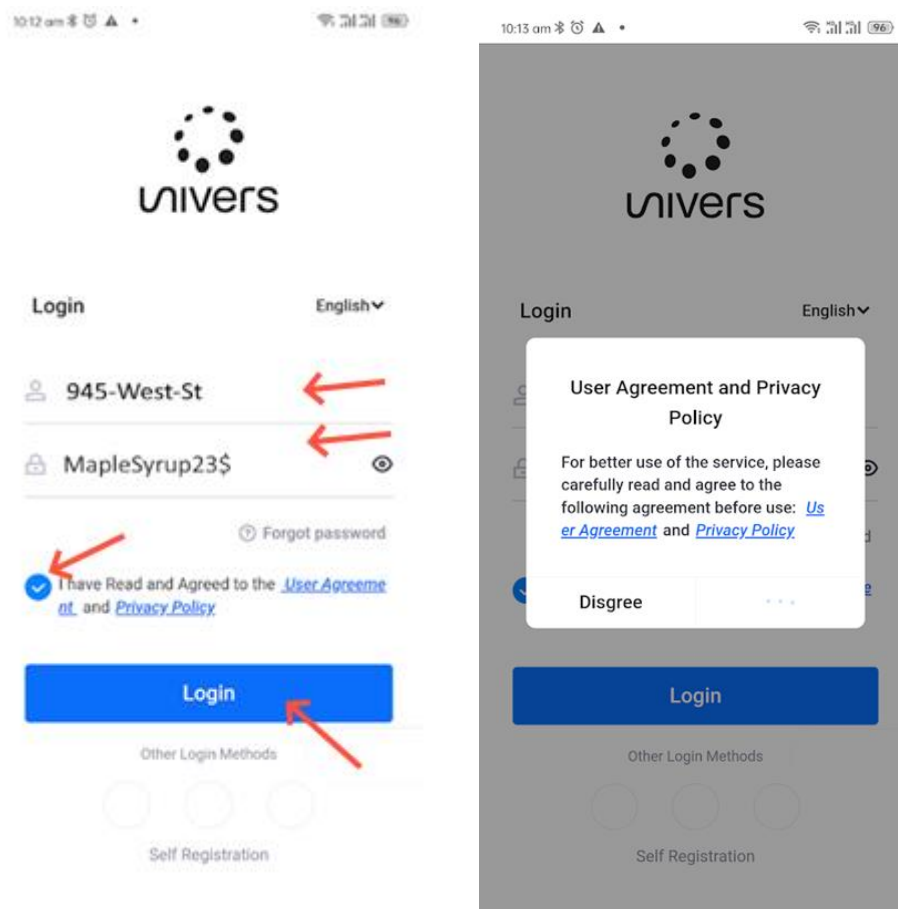 10:12 am
96
univers
Login
English
945-West-St
MapleSyrup23$
Forgot password
I have Read and Agreed to the User Agreeme
nt and Privacy Policy
Login
Other Login Methods
Self Registration
10:13 am
96
univers
Login
English
User Agreement and Privacy
Policy
For better use of the service, please
carefully read and agree to the
following agreement before use: Us
er Agreement and Privacy Policy
Disgree
d
e
Login
Other Login Methods
Self Registration